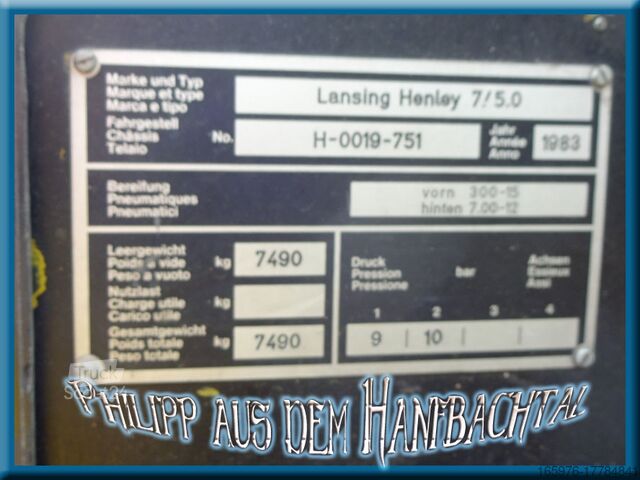 Marke und Typ
Marque et type
Marca e tipo
Lansing Henley 7/5,0
Fahrgestell
Châssis
Telaio
No.
H-0019-751
Jahr
Année
Anno
1983
Bereifung
Pneumatiques
Pneumatici
vorn 300-15
hinten 7.00-12
Leergewicht
Poids à vide
Peso a vuoto
kg
7490
Nutzlast
Charge utile
Carico utile
kg
Gesamtgewicht
Poids totale
Peso totale
kg
7490
Druck
Pression
Pressione
bar
Achsen
Essieux
Assi
1 2 3 4
9 10
Truck
PHILIPP AUS DEM HANFBACHTAL